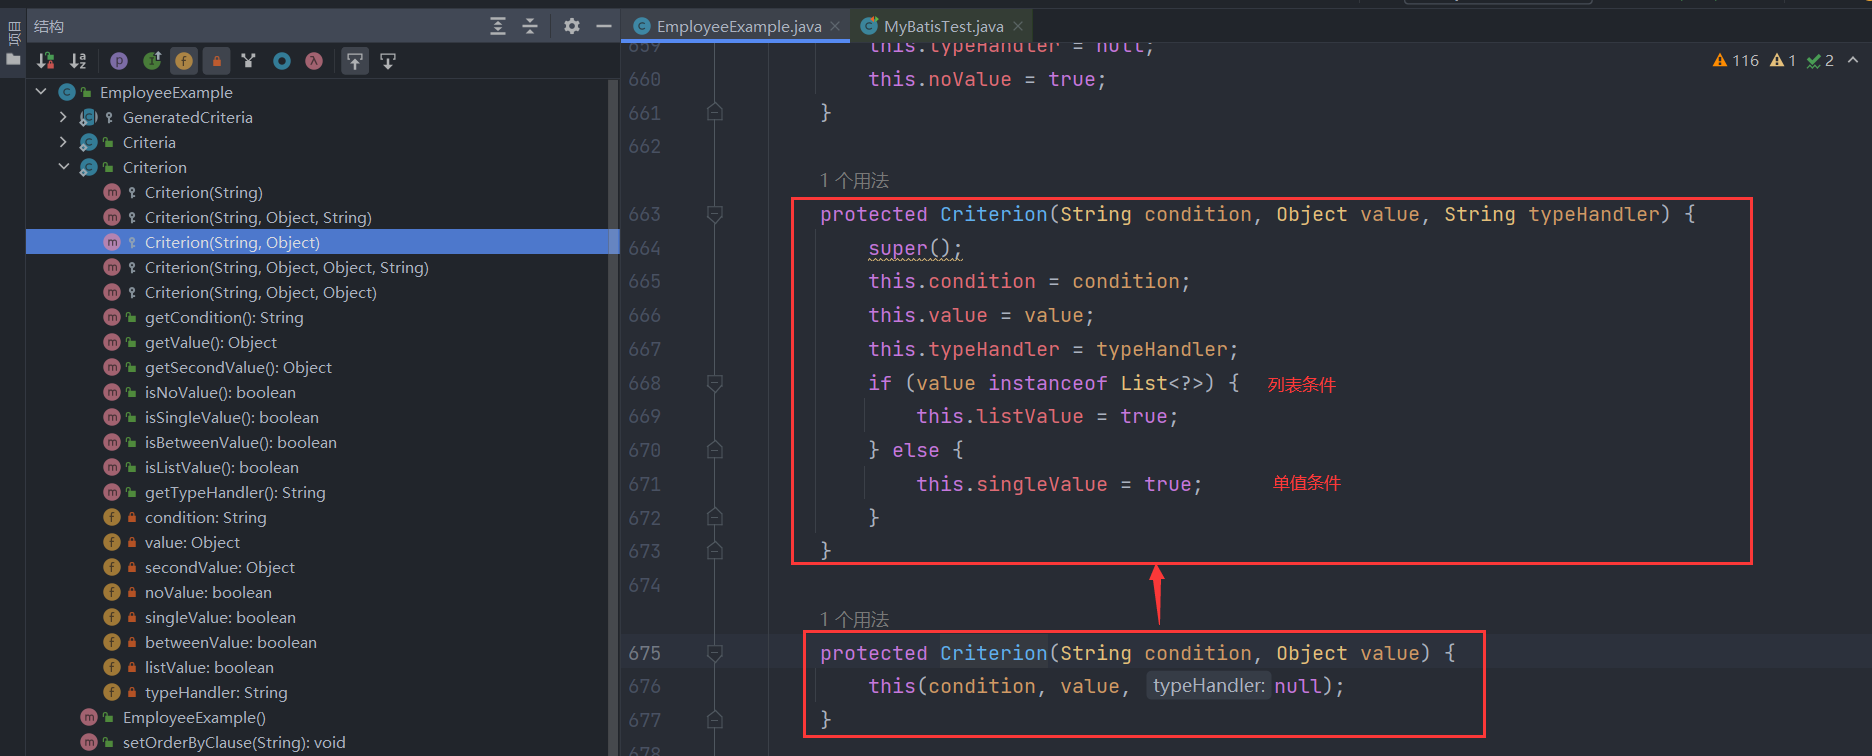 项目
结构
EmployeeExample
GeneratedCriteria
Criteria
Criterion
Criterion(String)
Criterion(String, Object, String)
Criterion(String, Object)
Criterion(String, Object, Object, String)
Criterion(String, Object, Object)
getCondition(): String
getValue(): Object
getSecondValue(): Object
isNoValue(): boolean
isSingleValue(): boolean
isBetweenValue(): boolean
isListValue(): boolean
getTypeHandler(): String
condition: String
value: Object
secondValue: Object
noValue: boolean
singleValue: boolean
betweenValue: boolean
listValue: boolean
typeHandler: String
EmployeeExample()
setOrderByClause(String): void
EmployeeExample.java MyBatisTest.java
116 1 2
659 this.typeHandler = null;
660 this.noValue = true;
661 }
662
1 个用法
663 protected Criterion(String condition, Object value, String typeHandler) {
664 super();
665 this.condition = condition;
666 this.value = value;
667 this.typeHandler = typeHandler;
668 if (value instanceof List<?>) { 列表条件
669 this.listValue = true;
670 } else {
671 this.singleValue = true; 单值条件
672 }
673 }
674
1 个用法
675 protected Criterion(String condition, Object value) {
676 this(condition, value, typeHandler: null);
677 }
678